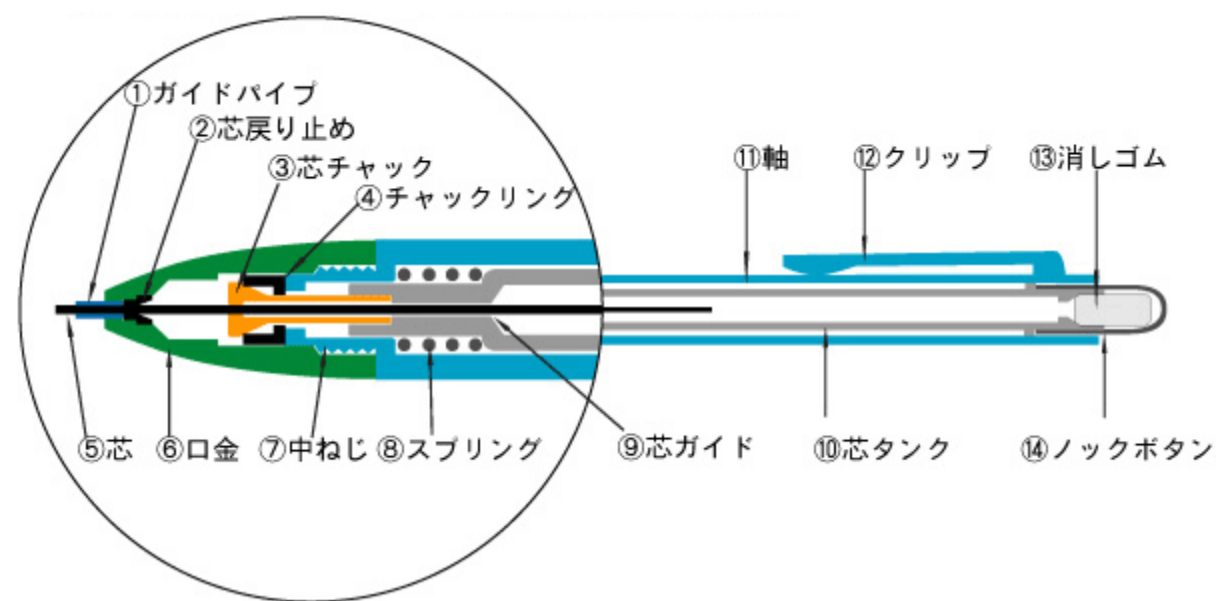 ①ガイドパイプ
②芯戻り止め
③芯チャック
④チャックリング
⑪軸
⑫クリップ
⑬消しゴム
⑤芯
⑥口金
⑦中ねじ
⑧スプリング
⑨芯ガイド
⑩芯タンク
⑭ノックボタン